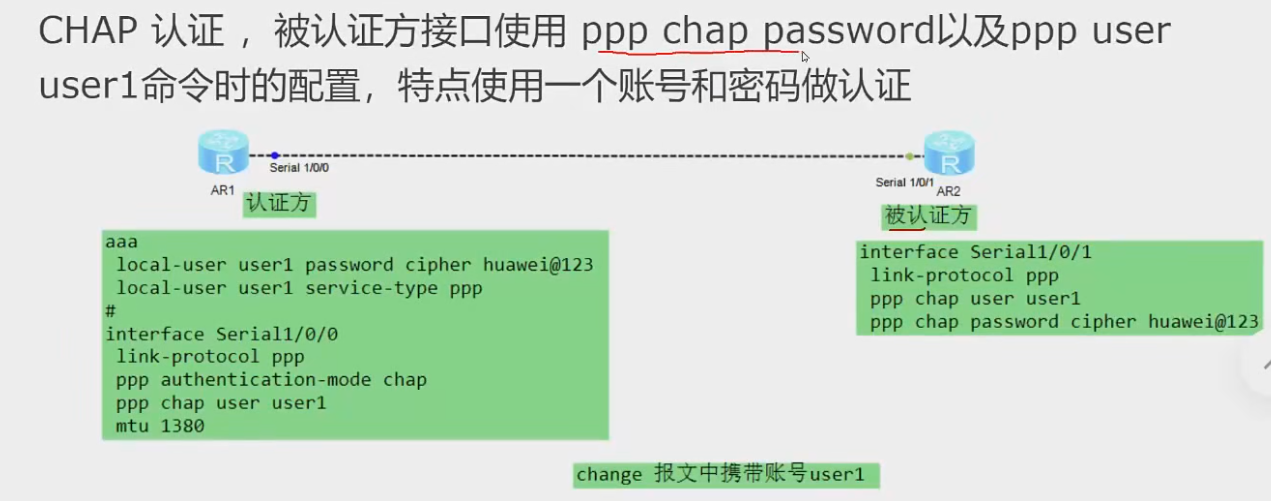 CHAP 认证 ，被认证方接口使用 ppp chap password以及ppp user
user1命令时的配置，特点使用一个账号和密码做认证
Serial 1/0/0
Serial 1/0/1
AR1
AR2
认证方
被认证方
aaa
local-user user1 password cipher huawei@123
local-user user1 service-type ppp
#
interface Serial1/0/0
link-protocol ppp
ppp authentication-mode chap
ppp chap user user1
mtu 1380
interface Serial1/0/1
link-protocol ppp
ppp chap user user1
ppp chap password cipher huawei@123
change 报文中携带账号user1